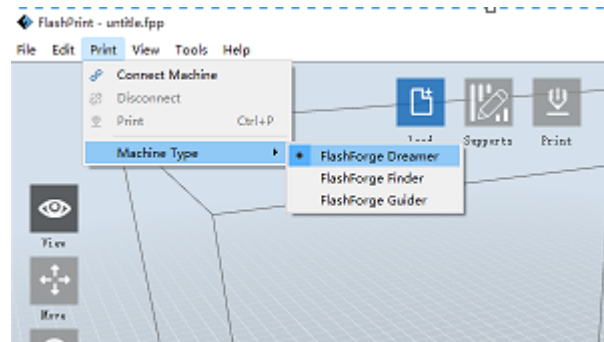 FlashPrint - untitle.fpp
File Edit Print View Tools Help
Connect Machine
Disconnect
Print Ctrl+P
Machine Type
FlashForge Dreamer
FlashForge Finder
FlashForge Guider
Load Supports Print
View
Move